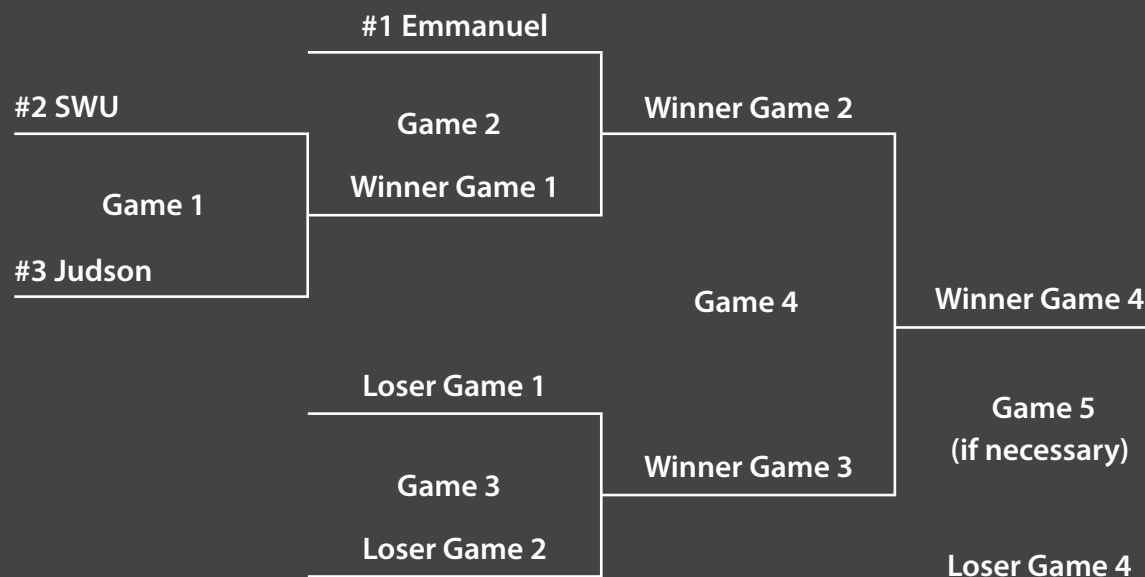 #1 Emmanuel
#2 SWU
Game 2
Winner Game 2
Game 1
Winner Game 1
#3 Judson
Game 4
Winner Game 4
Loser Game 1
Game 5
(if necessary)
Game 3
Winner Game 3
Loser Game 2
Loser Game 4